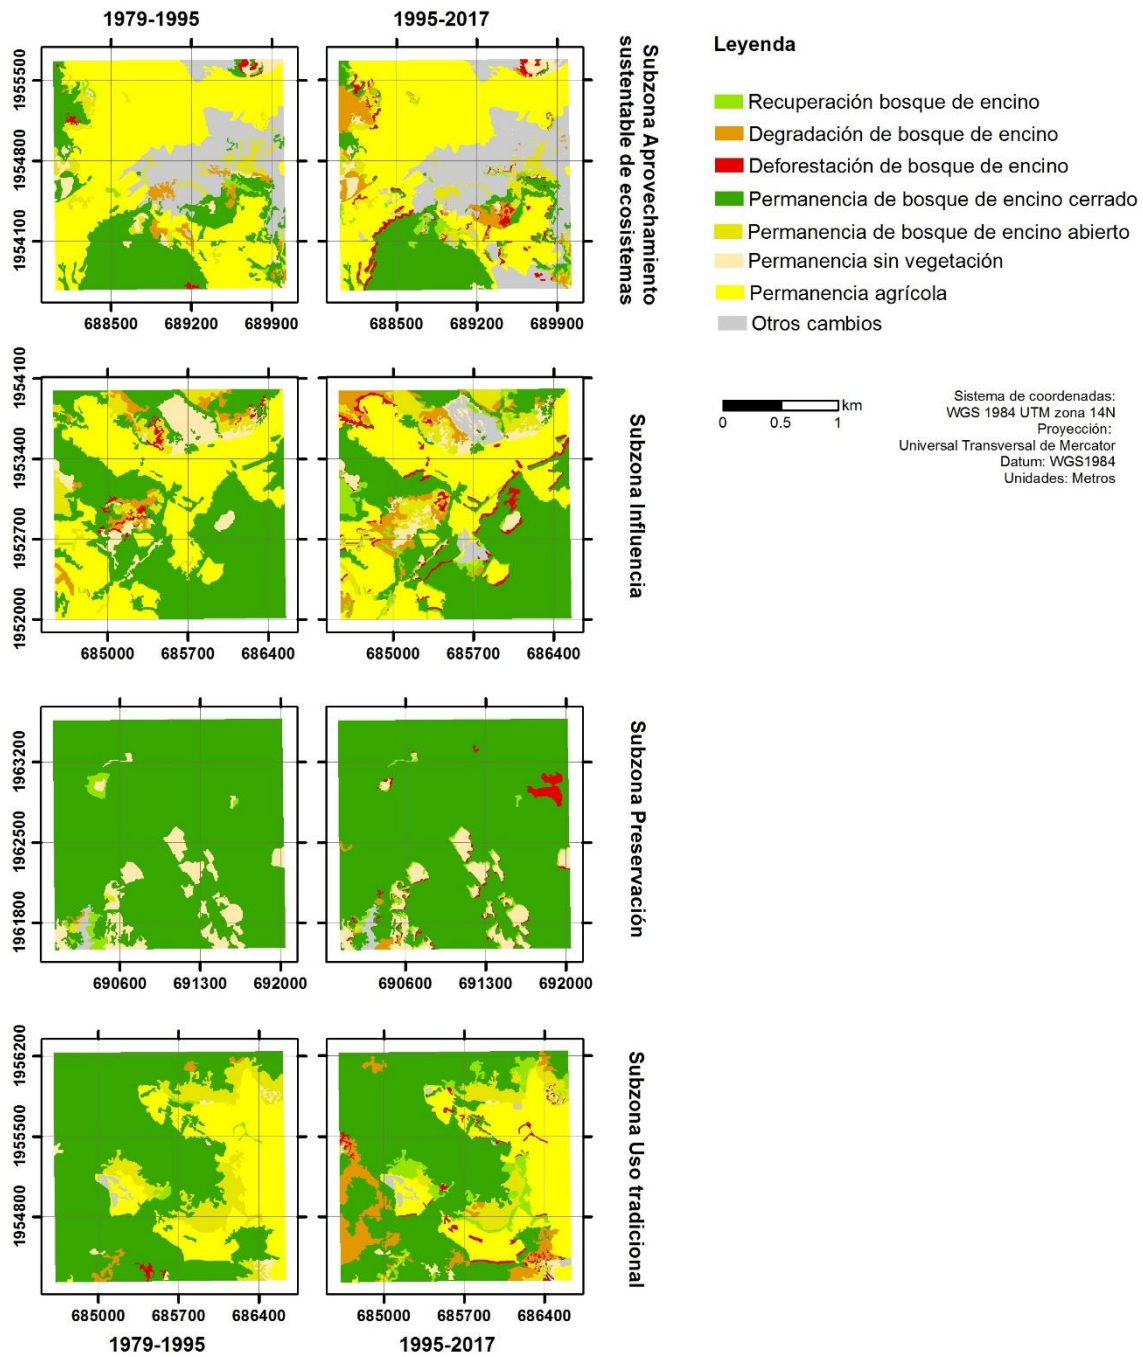 1979-1995
1995-2017
1955500
1954800
1954100
688500 689200 689900
688500 689200 689900
Subzona Aprovechamiento
sustentable de ecosistemas
Leyenda
Recuperación bosque de encino
Degradación de bosque de encino
Deforestación de bosque de encino
Permanencia de bosque de encino cerrado
Permanencia de bosque de encino abierto
Permanencia sin vegetación
Permanencia agrícola
Otros cambios
km
0 0.5 1
Sistema de coordenadas:
WGS 1984 UTM zona 14N
Proyección:
Universal Transversal de Mercator
Datum: WGS1984
Unidades: Metros
1954100
1953400
1952700
1952000
685000 685700 686400
685000 685700 686400
Subzona Influencia
1963200
1962500
1961800
690600 691300 692000
690600 691300 692000
Subzona Preservación
1956200
1955500
1954800
685000 685700 686400
685000 685700 686400
Subzona Uso tradicional
1979-1995
1995-2017